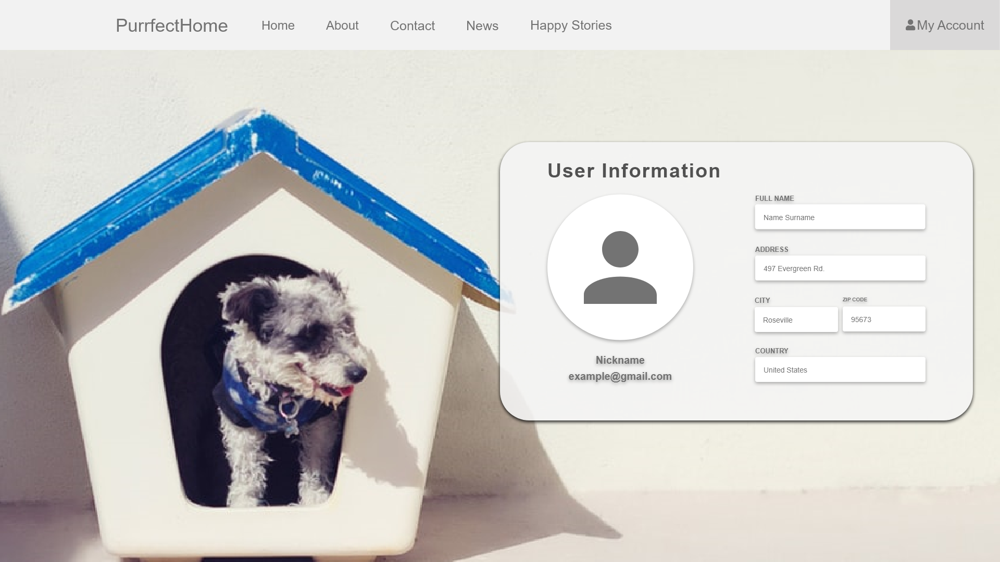 PurrfectHome Home About Contact News Happy Stories My Account
User Information
FULL NAME
Name Surname
ADDRESS
497 Evergreen Rd.
CITY ZIP CODE
Roseville 95673
COUNTRY
United States
Nickname
example@gmail.com